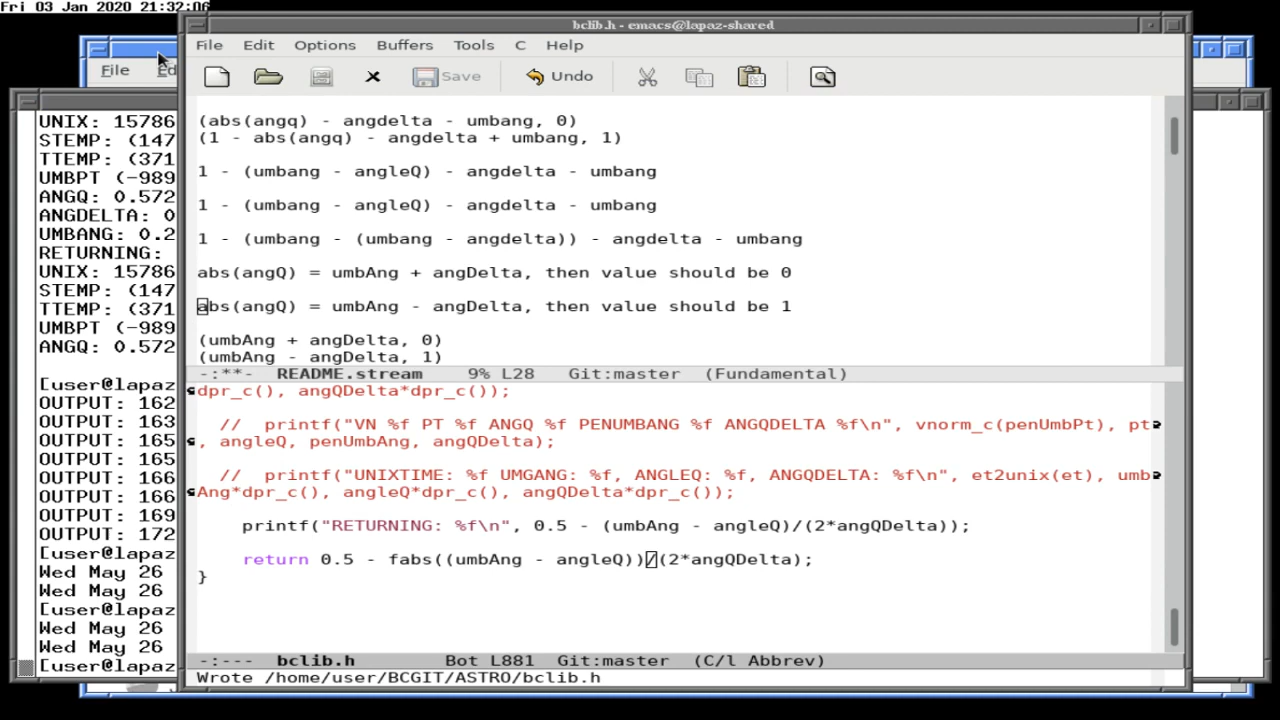 Fri 03 Jan 2020 21:32:06
bclib.h - emacs@lapaz-shared
File Edit Options Buffers Tools C Help
File Ed
Save Undo
UNIX: 15786
STEMP: (147
TTEMP: (371
UMBPT (-989
ANGQ: 0.572
ANGDELTA: 0
UMBANG: 0.2
RETURNING:
UNIX: 15786
STEMP: (147
TTEMP: (371
UMBPT (-989
ANGQ: 0.572
[user@lapaz
OUTPUT: 162
OUTPUT: 163
OUTPUT: 165
OUTPUT: 165
OUTPUT: 166
OUTPUT: 166
OUTPUT: 169
OUTPUT: 172
[user@lapaz
Wed May 26
Wed May 26
[user@lapaz
Wed May 26
Wed May 26
[user@lapaz
(abs(angq) - angdelta - umbang, 0)
(1 - abs(angq) - angdelta + umbang, 1)
1 - (umbang - angleQ) - angdelta - umbang
1 - (umbang - angleQ) - angdelta - umbang
1 - (umbang - (umbang - angdelta)) - angdelta - umbang
abs(angQ) = umbAng + angDelta, then value should be 0
abs(angQ) = umbAng - angDelta, then value should be 1
(umbAng + angDelta, 0)
(umbAng - angDelta, 1)
-:**- README.stream 9% L28 Git:master (Fundamental)
dpr_c(), angQDelta*dpr_c());
// printf("VN %f PT %f ANGQ %f PENUMBANG %f ANGQDELTA %f\n", vnorm_c(penUmbPt), pt
, angleQ, penUmbAng, angQDelta);
// printf("UNIXTIME: %f UMGANG: %f, ANGLEQ: %f, ANGQDELTA: %f\n", et2unix(et), umb
Ang*dpr_c(), angleQ*dpr_c(), angQDelta*dpr_c());
printf("RETURNING: %f\n", 0.5 - (umbAng - angleQ)/(2*angQDelta));
return 0.5 - fabs((umbAng - angleQ))/(2*angQDelta);
}
-:--- bclib.h Bot L881 Git:master (C/l Abbrev)
Wrote /home/user/BCGIT/ASTRO/bclib.h